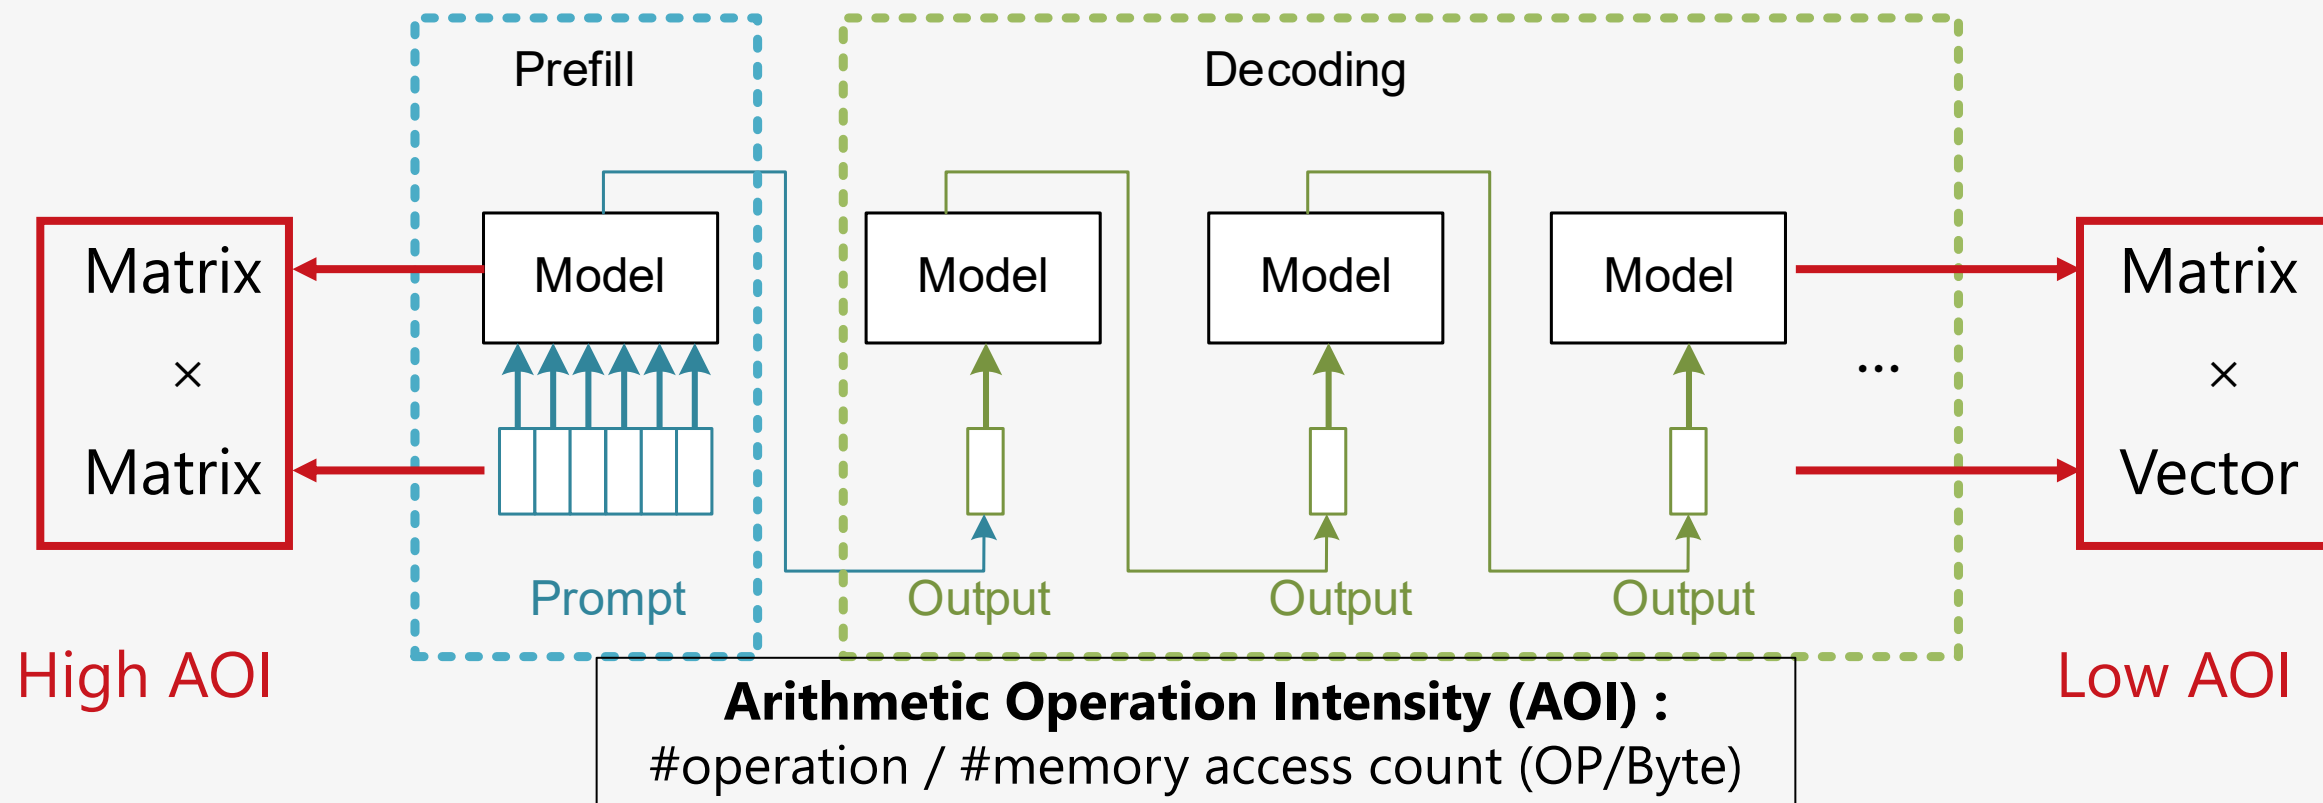 Prefill
Decoding
Matrix
×
Matrix
Model
Model
Model
Model
...
Matrix
×
Vector
Prompt
Output
Output
Output
High AOI
Low AOI
Arithmetic Operation Intensity (AOI) :
#operation / #memory access count (OP/Byte)